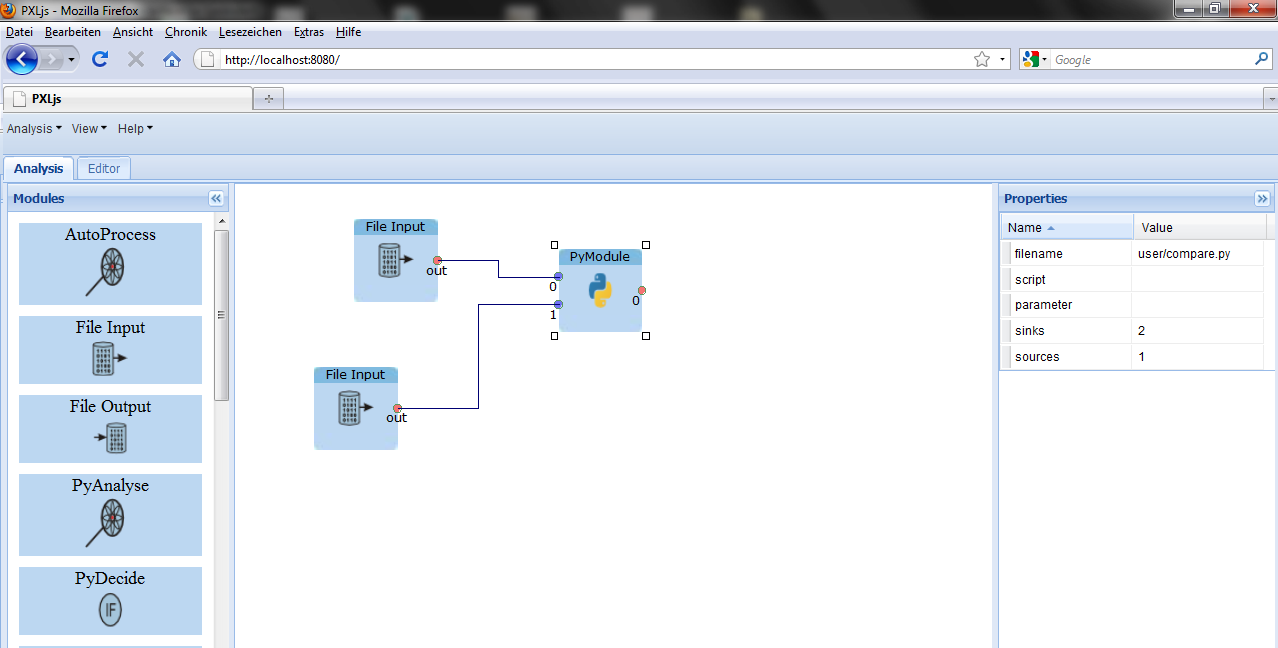 PXLjs - Mozilla Firefox
Datei Bearbeiten Ansicht Chronik Lesezeichen Extras Hilfe
http://localhost:8080/
Google
PXLjs
Analysis View Help
Analysis Editor
Modules
AutoProcess
File Input
File Output
PyAnalyse
PyDecide
IF
File Input
out
File Input
out
PyModule
0
1
0
Properties
Name Value
filename user/compare.py
script
parameter
sinks 2
sources 1